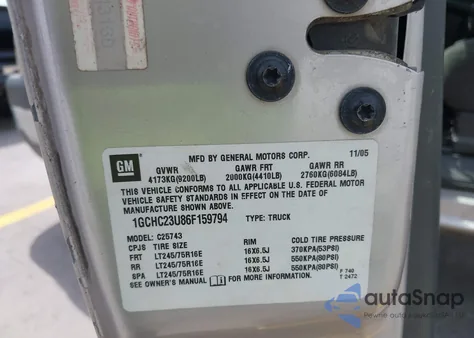 MFD BY GENERAL MOTORS CORP. 11/05
GM
GVWR GAWR FRT GAWR RR
4173KG(9200LB) 2000KG(4410LB) 2760KG(6084LB)
THIS VEHICLE CONFORMS TO ALL APPLICABLE U.S. FEDERAL MOTOR
VEHICLE SAFETY STANDARDS IN EFFECT ON THE DATE OF
MANUFACTURE SHOWN ABOVE.
1GCHC23U86F159794 TYPE: TRUCK
MODEL: C25743
CPJS TIRE SIZE RIM COLD TIRE PRESSURE
FRT LT245/75R16E 16X6.5J 370KPA(53PSI)
RR LT245/75R16E 16X6.5J 550KPA(80PSI)
SPA LT245/75R16E 16X6.5J 550KPA(80PSI)
SEE OWNER'S MANUAL FOR MORE INFORMATION.
P 746
T 2472
autoSnap